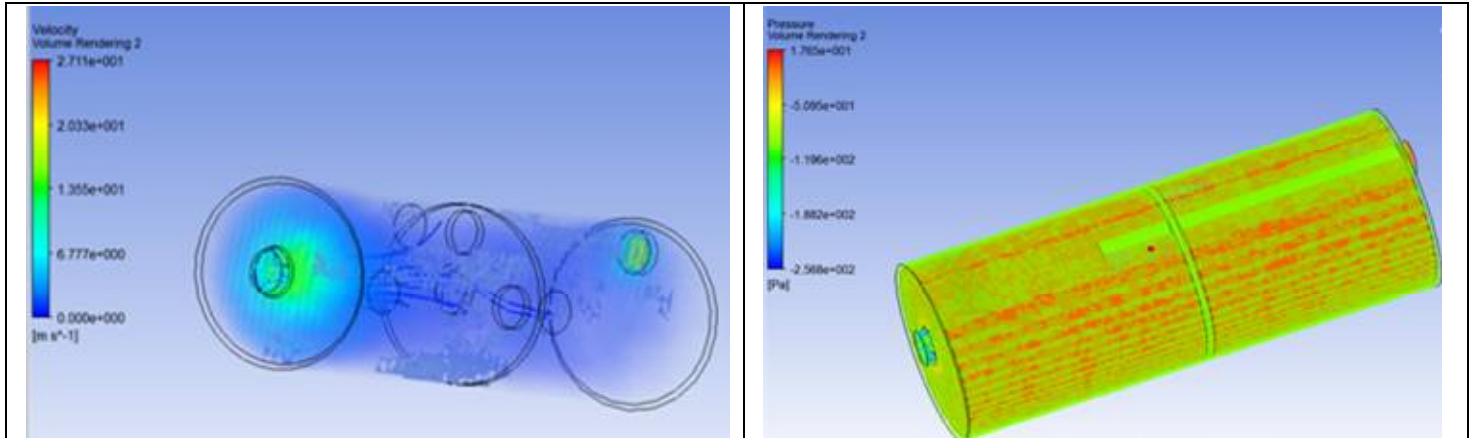 Velocity
Volume Rendering 2
2.711e+001
2.033e+001
1.355e+001
6.777e+000
0.000e+000
[m s^-1]
Pressure
Volume Rendering 2
1.765e+001
-5.095e+001
-1.196e+002
-1.882e+002
-2.568e+002
[Pa]